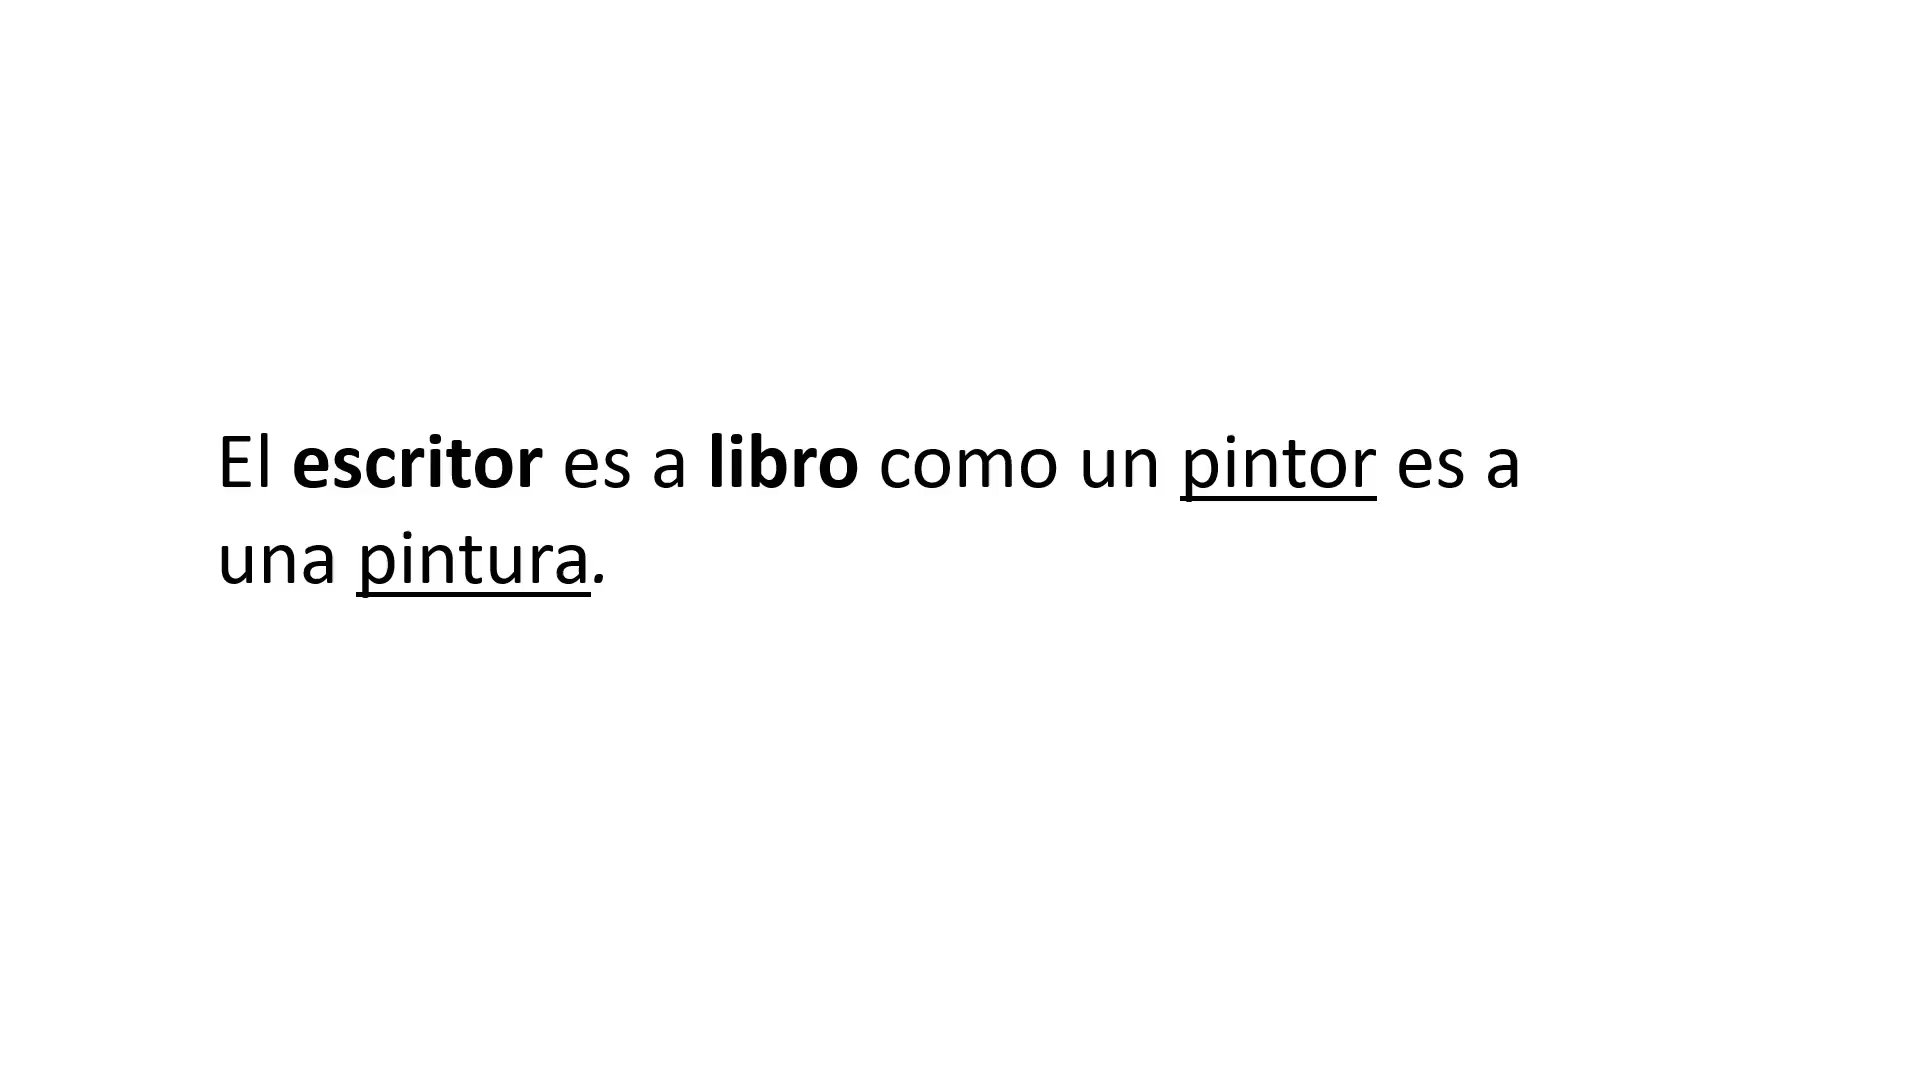 El escritor es a libro como un pintor es a
una pintura.